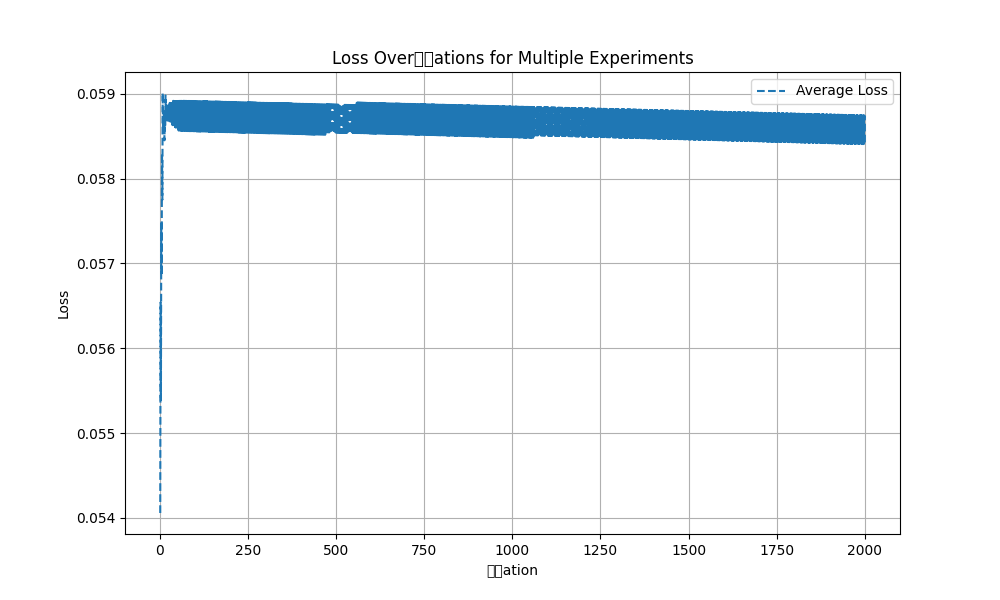 Loss Over▯▯ations for Multiple Experiments
Average Loss
0.059
0.058
0.057
0.056
0.055
0.054
Loss
0 250 500 750 1000 1250 1500 1750 2000
▯▯ation